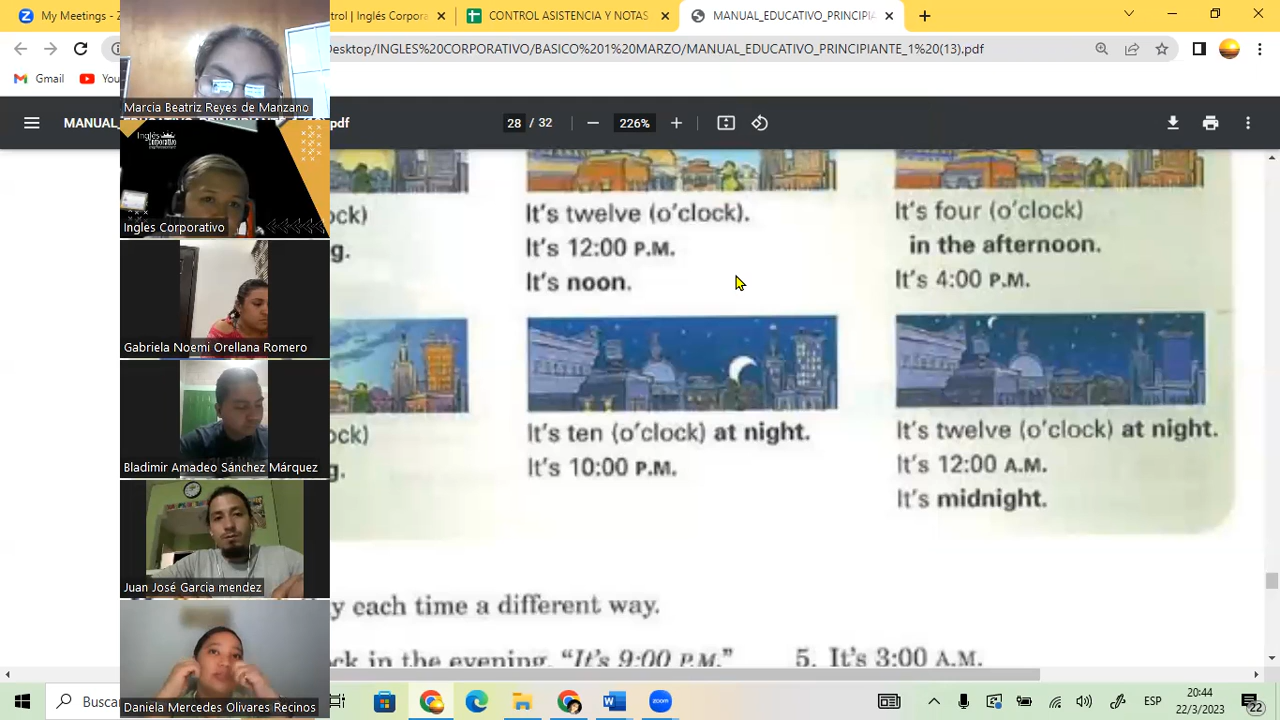 rol | Inglés Corpora
CONTROL ASISTENCIA Y NOTAS
MANUAL_EDUCATIVO_PRINCIPIA
esktop/INGLES%20CORPORATIVO/BASICO%201%20MARZO/MANUAL_EDUCATIVO_PRINCIPIANTE_1%20(13).pdf
M Gmail
You
MANUAL
pdf
28 / 32
226%
Marcia Beatriz Reyes de Manzano
Inglés
Corporativo
Ingles Corporativo
Gabriela Noemi Orellana Romero
Bladimir Amadeo Sánchez Márquez
Juan José Garcia mendez
Daniela Mercedes Olivares Recinos
ck)
g.
It's twelve (o'clock).
It's 12:00 P.M.
It's noon.
It's four (o'clock)
in the afternoon.
It's 4:00 P.M.
ock)
g.
It's ten (o'clock) at night.
It's 10:00 P.M.
It's twelve (o'clock) at night.
It's 12:00 A.M.
It's midnight.
y each time a different way.
ck in the evening. "It's 9:00 P.M."
5. It's 3:00 A.M.
Busca
W
zoom
ESP
20:44
22/3/2023
22